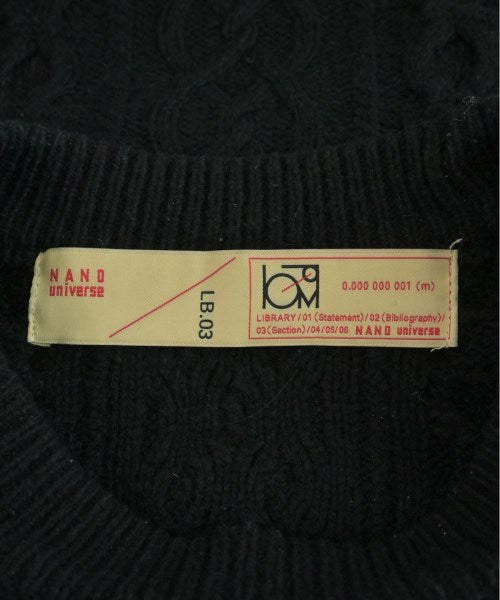 NANO
universe
LB.03
0.000 000 001 (m)
LIBRARY/01(Statement)/02(Bibliography)/
03(Section)/04/05/06 NANO universe